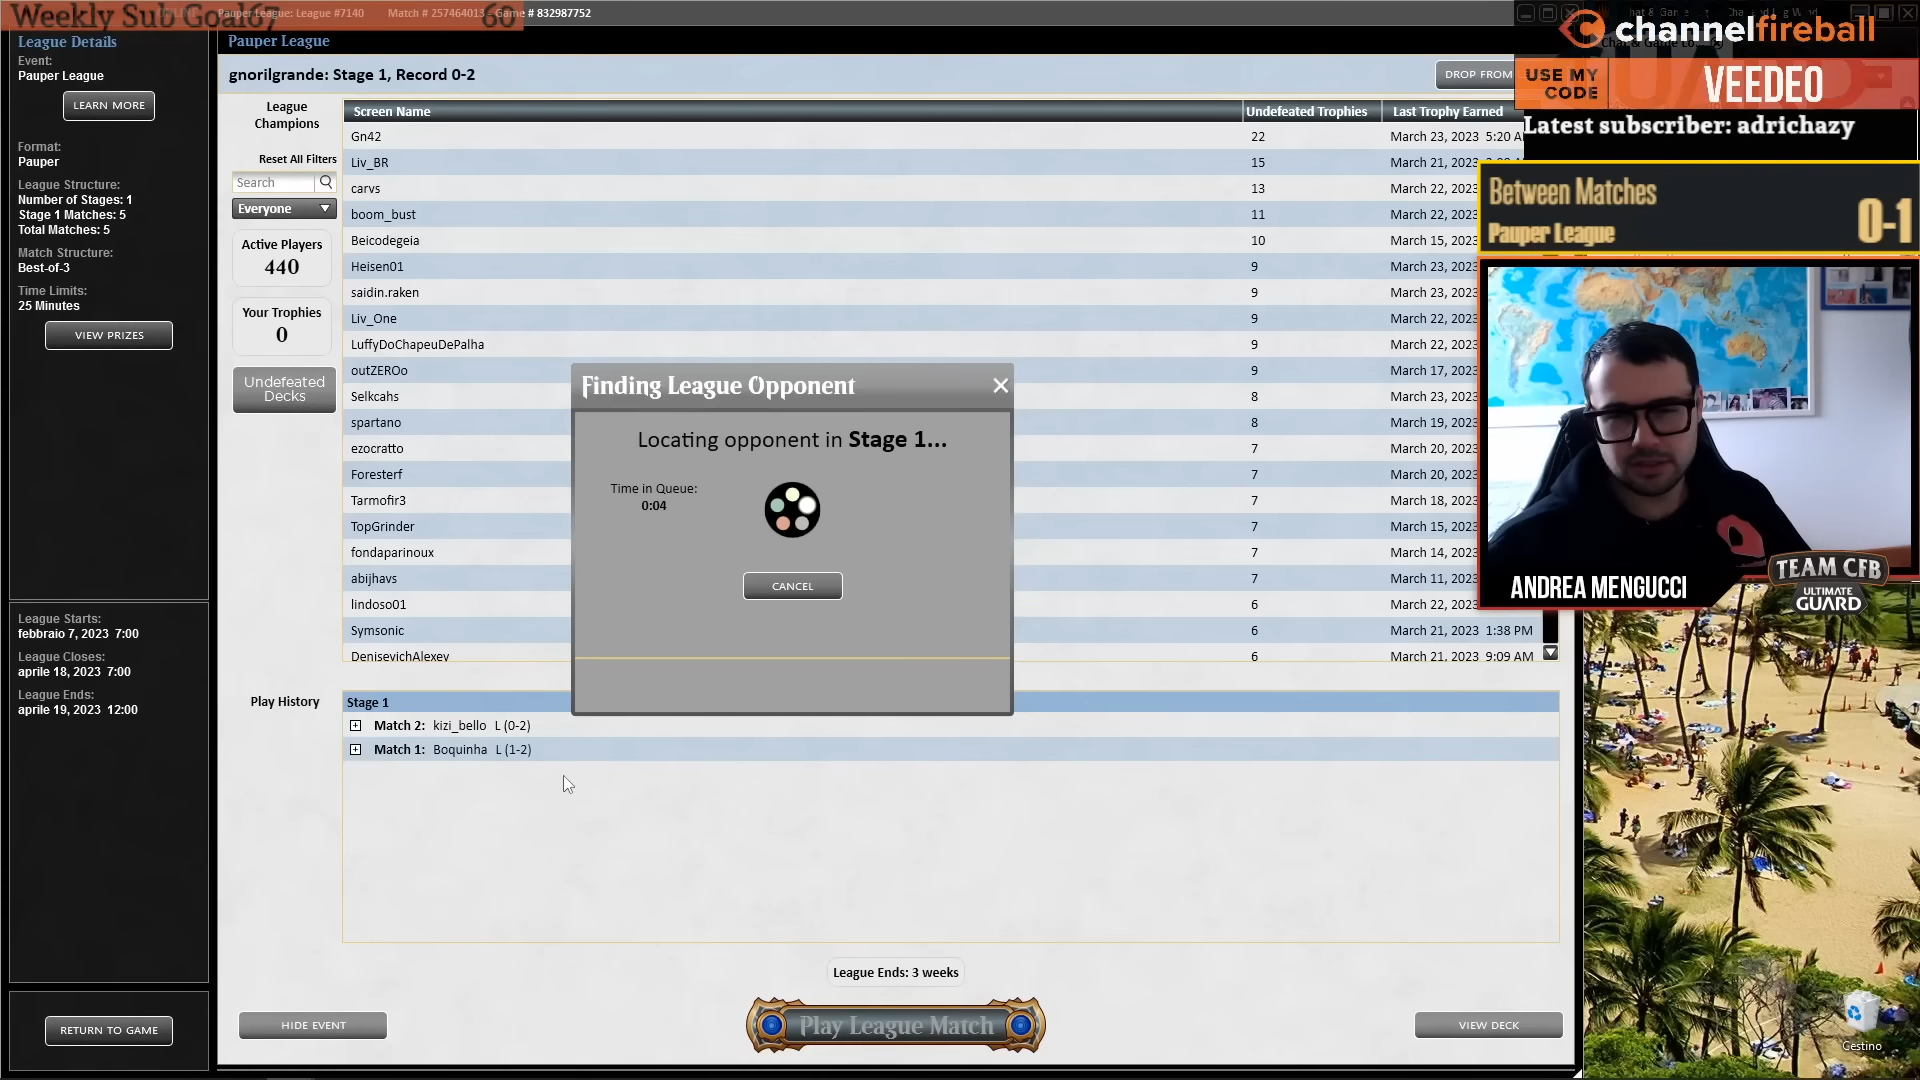 Weekly Sub Goal67
60
Pauper League: League #7140
Match # 257464013 - Game # 832987752
League Details
Event:
Pauper League
LEARN MORE
Format:
Pauper
League Structure:
Number of Stages: 1
Stage 1 Matches: 5
Total Matches: 5
Match Structure:
Best-of-3
Time Limits:
25 Minutes
VIEW PRIZES
League Starts:
febbraio 7, 2023 7:00
League Closes:
aprile 18, 2023 7:00
League Ends:
aprile 19, 2023 12:00
RETURN TO GAME
Pauper League
gnorilgrande: Stage 1, Record 0-2
DROP FROM
League
Champions
Reset All Filters
Search
Everyone
Active Players
440
Your Trophies
0
Undefeated
Decks
Screen Name Undefeated Trophies Last Trophy Earned
Gn42 22 March 23, 2023 5:20 A
Liv_BR 15 March 21, 2023
carvs 13 March 22, 2023
boom_bust 11 March 22, 2023
Beicodegeia 10 March 15, 2023
Heisen01 9 March 23, 2023
saidin.raken 9 March 23, 2023
Liv_One 9 March 22, 2023
LuffyDoChapeuDePalha 9 March 22, 2023
outZEROo 9 March 17, 2023
Selkcahs 8 March 23, 2023
spartano 8 March 19, 2023
ezocratto 7 March 20, 2023
Foresterf 7 March 20, 2023
Tarmofir3 7 March 18, 2023
TopGrinder 7 March 15, 2023
fondaparinoux 7 March 14, 2023
abijhavs 7 March 11, 2023
lindoso01 6 March 22, 2023
Symsonic 6 March 21, 2023 1:38 PM
DenisevichAlexey 6 March 21, 2023 9:09 AM
Finding League Opponent
Locating opponent in Stage 1...
Time in Queue:
0:04
CANCEL
Play History
Stage 1
Match 2: kizi_bello L (0-2)
Match 1: Boquinha L (1-2)
League Ends: 3 weeks
HIDE EVENT
Play League Match
VIEW DECK
channelfireball
USE MY
CODE
VEEDEO
Latest subscriber: adrichazy
Between Matches
Pauper League
0-1
ANDREA MENGUCCI
TEAM CFB
ULTIMATE
GUARD
Cestino